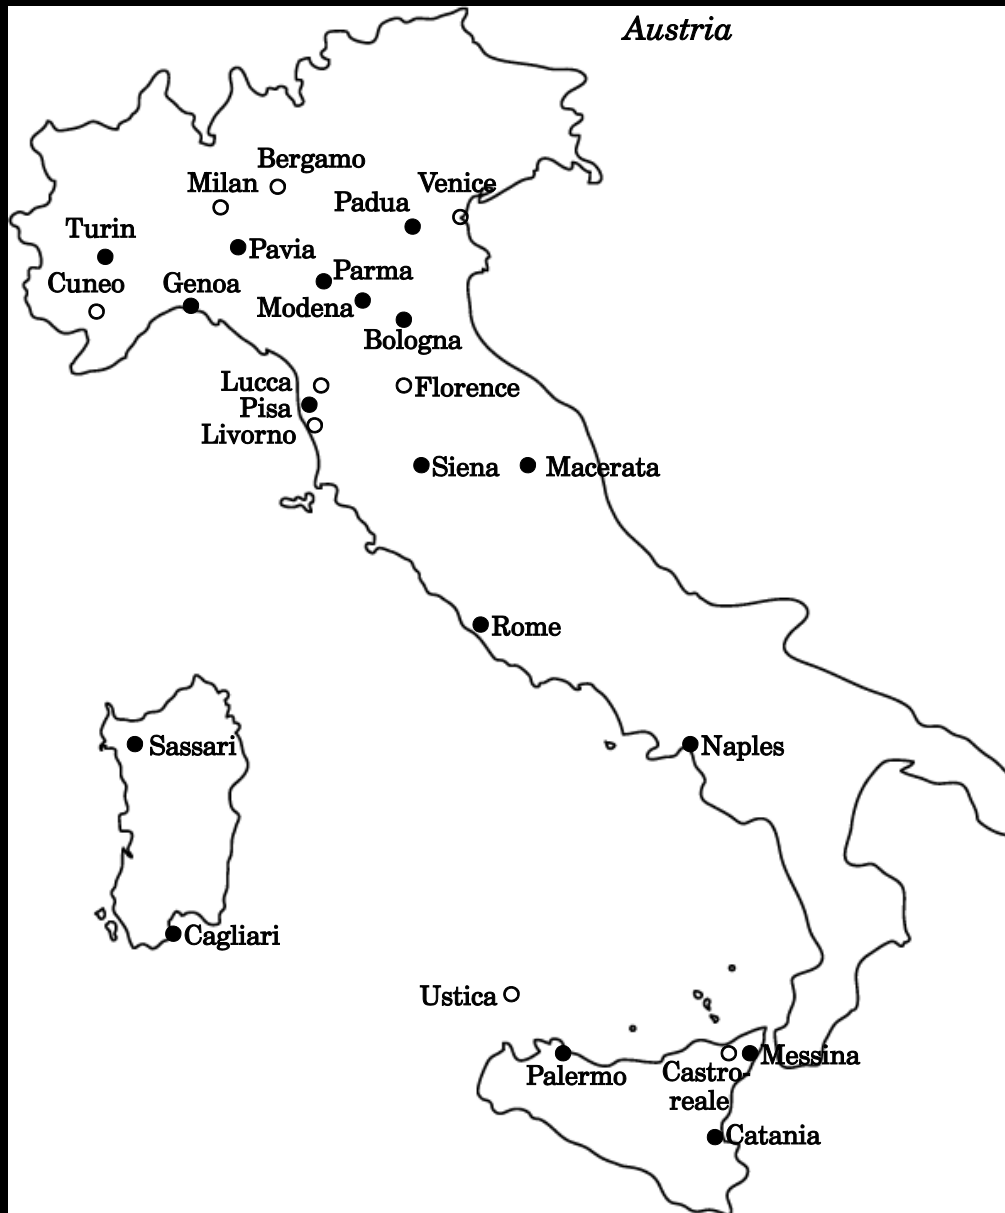 Austria
Bergamo
Milan
Venice
Padua
Turin
Pavia
Parma
Cuneo
Genoa
Modena
Bologna
Lucca
Florence
Pisa
Livorno
Siena
Macerata
Rome
Sassari
Naples
Cagliari
Ustica
Messina
Palermo
Castro-
reale
Catania